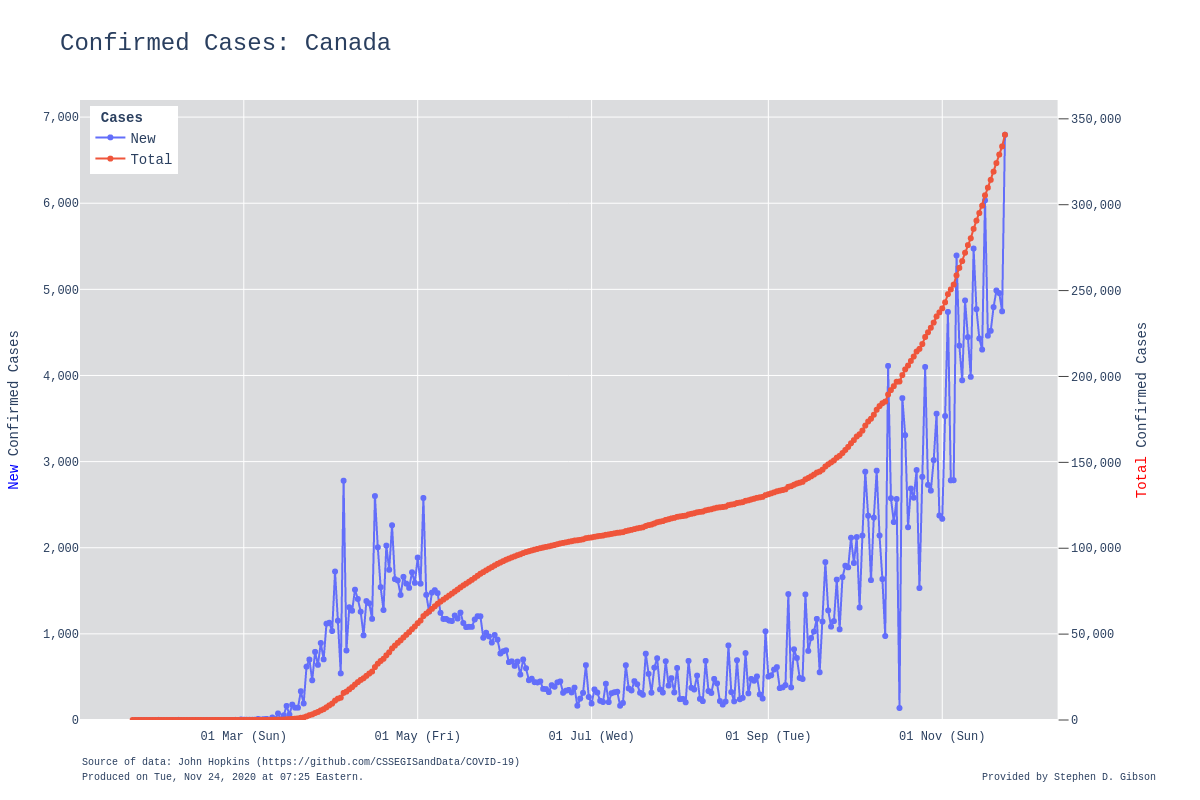 Confirmed Cases: Canada
Cases
New
Total
7,000
6,000
5,000
4,000
3,000
2,000
1,000
0
New Confirmed Cases
350,000
300,000
250,000
200,000
150,000
100,000
50,000
0
Total Confirmed Cases
01 Mar (Sun) 01 May (Fri) 01 Jul (Wed) 01 Sep (Tue) 01 Nov (Sun)
Source of data: John Hopkins (https://github.com/CSSEGISandData/COVID-19)
Produced on Tue, Nov 24, 2020 at 07:25 Eastern.
Provided by Stephen D. Gibson